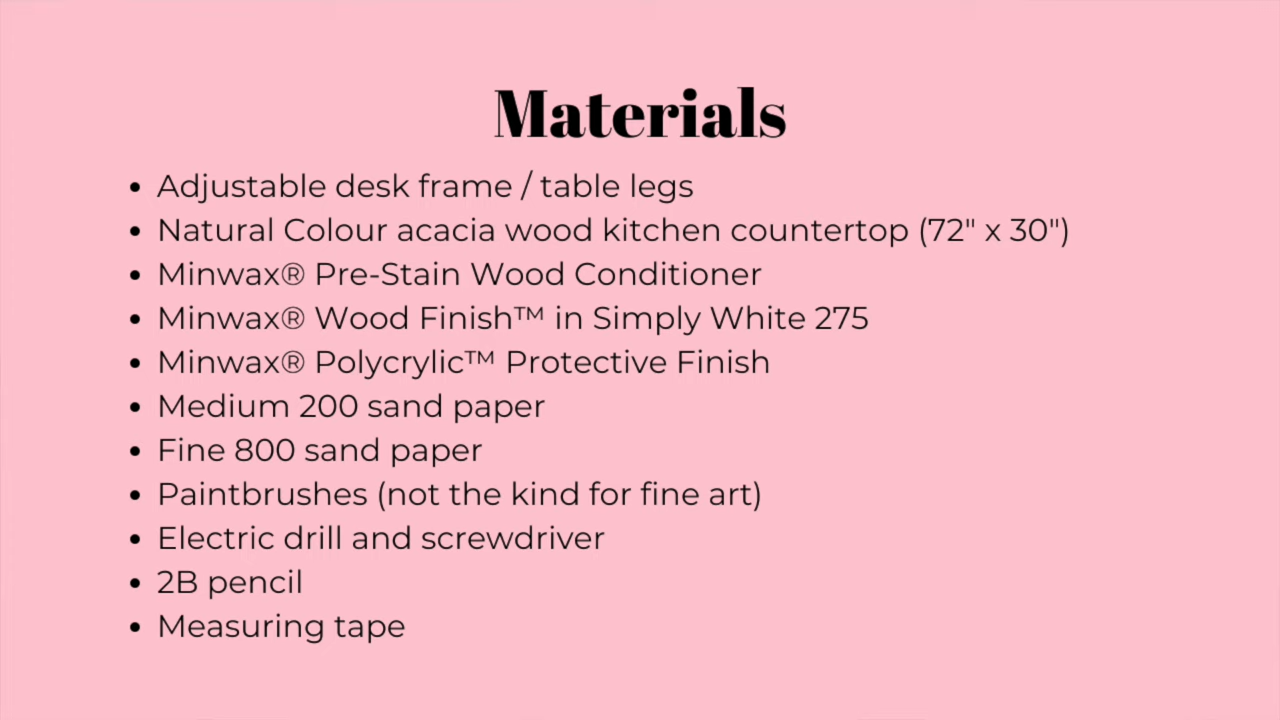 Materials
• Adjustable desk frame / table legs
• Natural Colour acacia wood kitchen countertop (72" x 30")
• Minwax® Pre-Stain Wood Conditioner
• Minwax® Wood Finish™ in Simply White 275
• Minwax® Polycrylic™ Protective Finish
• Medium 200 sand paper
• Fine 800 sand paper
• Paintbrushes (not the kind for fine art)
• Electric drill and screwdriver
• 2B pencil
• Measuring tape